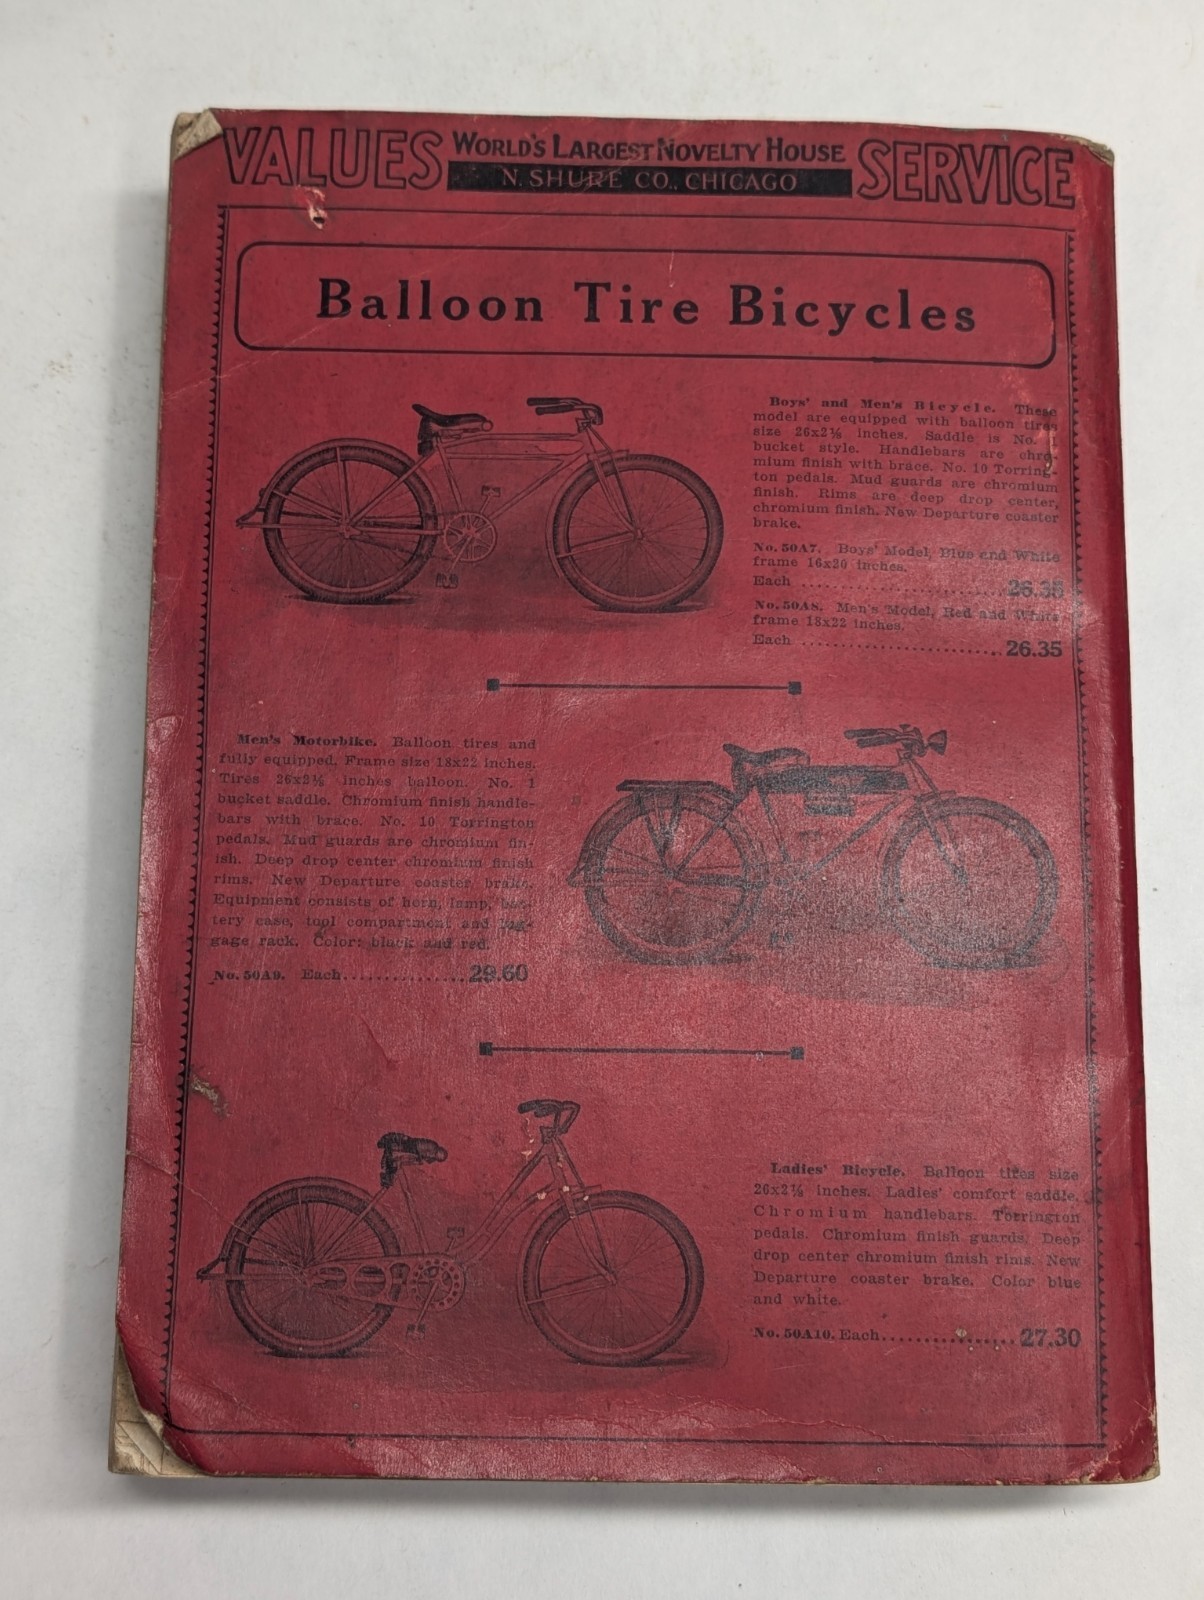 VALUES WORLD'S LARGEST NOVELTY HOUSE SERVICE
N. SHURE CO., CHICAGO
Balloon Tire Bicycles
Boys' and Men's Bicycle. These
model are equipped with balloon tires
size 26x2⅛ inches. Saddle is No. 1
bucket style. Handlebars are chro-
mium finish with brace. No. 10 Torring-
ton pedals. Mud guards are chromium
finish. Rims are deep drop center,
chromium finish. New Departure coaster
brake.
No. 50A7. Boys' Model, Blue and White
frame 16x20 inches.
Each ........................26.35
No. 50A8. Men's Model, Red and White
frame 18x22 inches.
Each ........................26.35
Men's Motorbike. Balloon tires and
fully equipped. Frame size 18x22 inches.
Tires 26x2⅛ inches balloon. No. 1
bucket saddle. Chromium finish handle-
bars with brace. No. 10 Torrington
pedals. Mud guards are chromium fin-
ish. Deep drop center chromium finish
rims. New Departure coaster brake.
Equipment consists of horn, lamp, bat-
tery case, tool compartment and lug-
gage rack. Color: black and red.
No. 50A9. Each...............29.60
Ladies' Bicycle. Balloon tires size
26x2⅛ inches. Ladies' comfort saddle.
Chromium handlebars. Torrington
pedals. Chromium finish guards. Deep
drop center chromium finish rims. New
Departure coaster brake. Color blue
and white.
No. 50A10. Each...............27.30